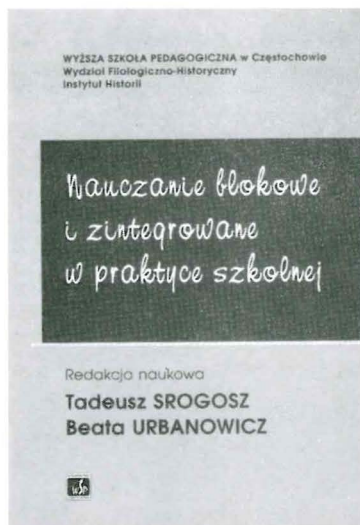 WYŻSZA SZKOŁA PEDAGOGICZNA w Częstochowie
Wydział Filologiczno-Historyczny
Instytut Historii
Nauczanie blokowe
i zintegrowane
w praktyce szkolnej
Redakcja naukowa
Tadeusz SROGOSZ
Beata URBANOWICZ
WSP